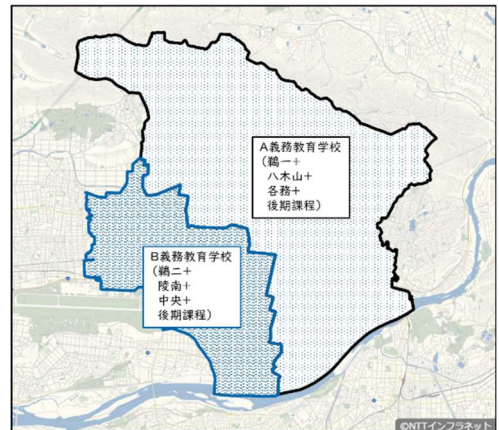 A義務教育学校
(鵜一+
八木山+
各務+
後期課程)
B義務教育学校
(鵜二+
陵南+
中央+
後期課程)
©NTTインフラネット